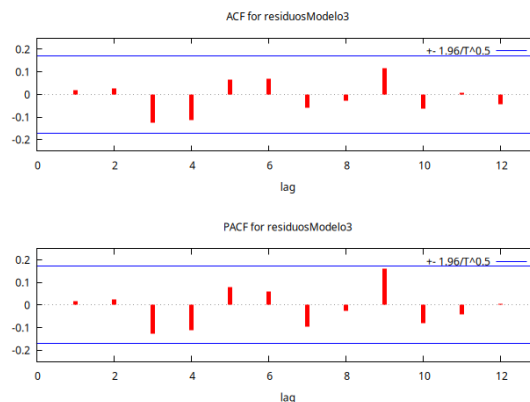 ACF for residuosModelo3
+- 1.96/T^0.5
0.2
0.1
0
-0.1
-0.2
0 2 4 6 8 10 12
lag
PACF for residuosModelo3
+- 1.96/T^0.5
0.2
0.1
0
-0.1
-0.2
0 2 4 6 8 10 12
lag